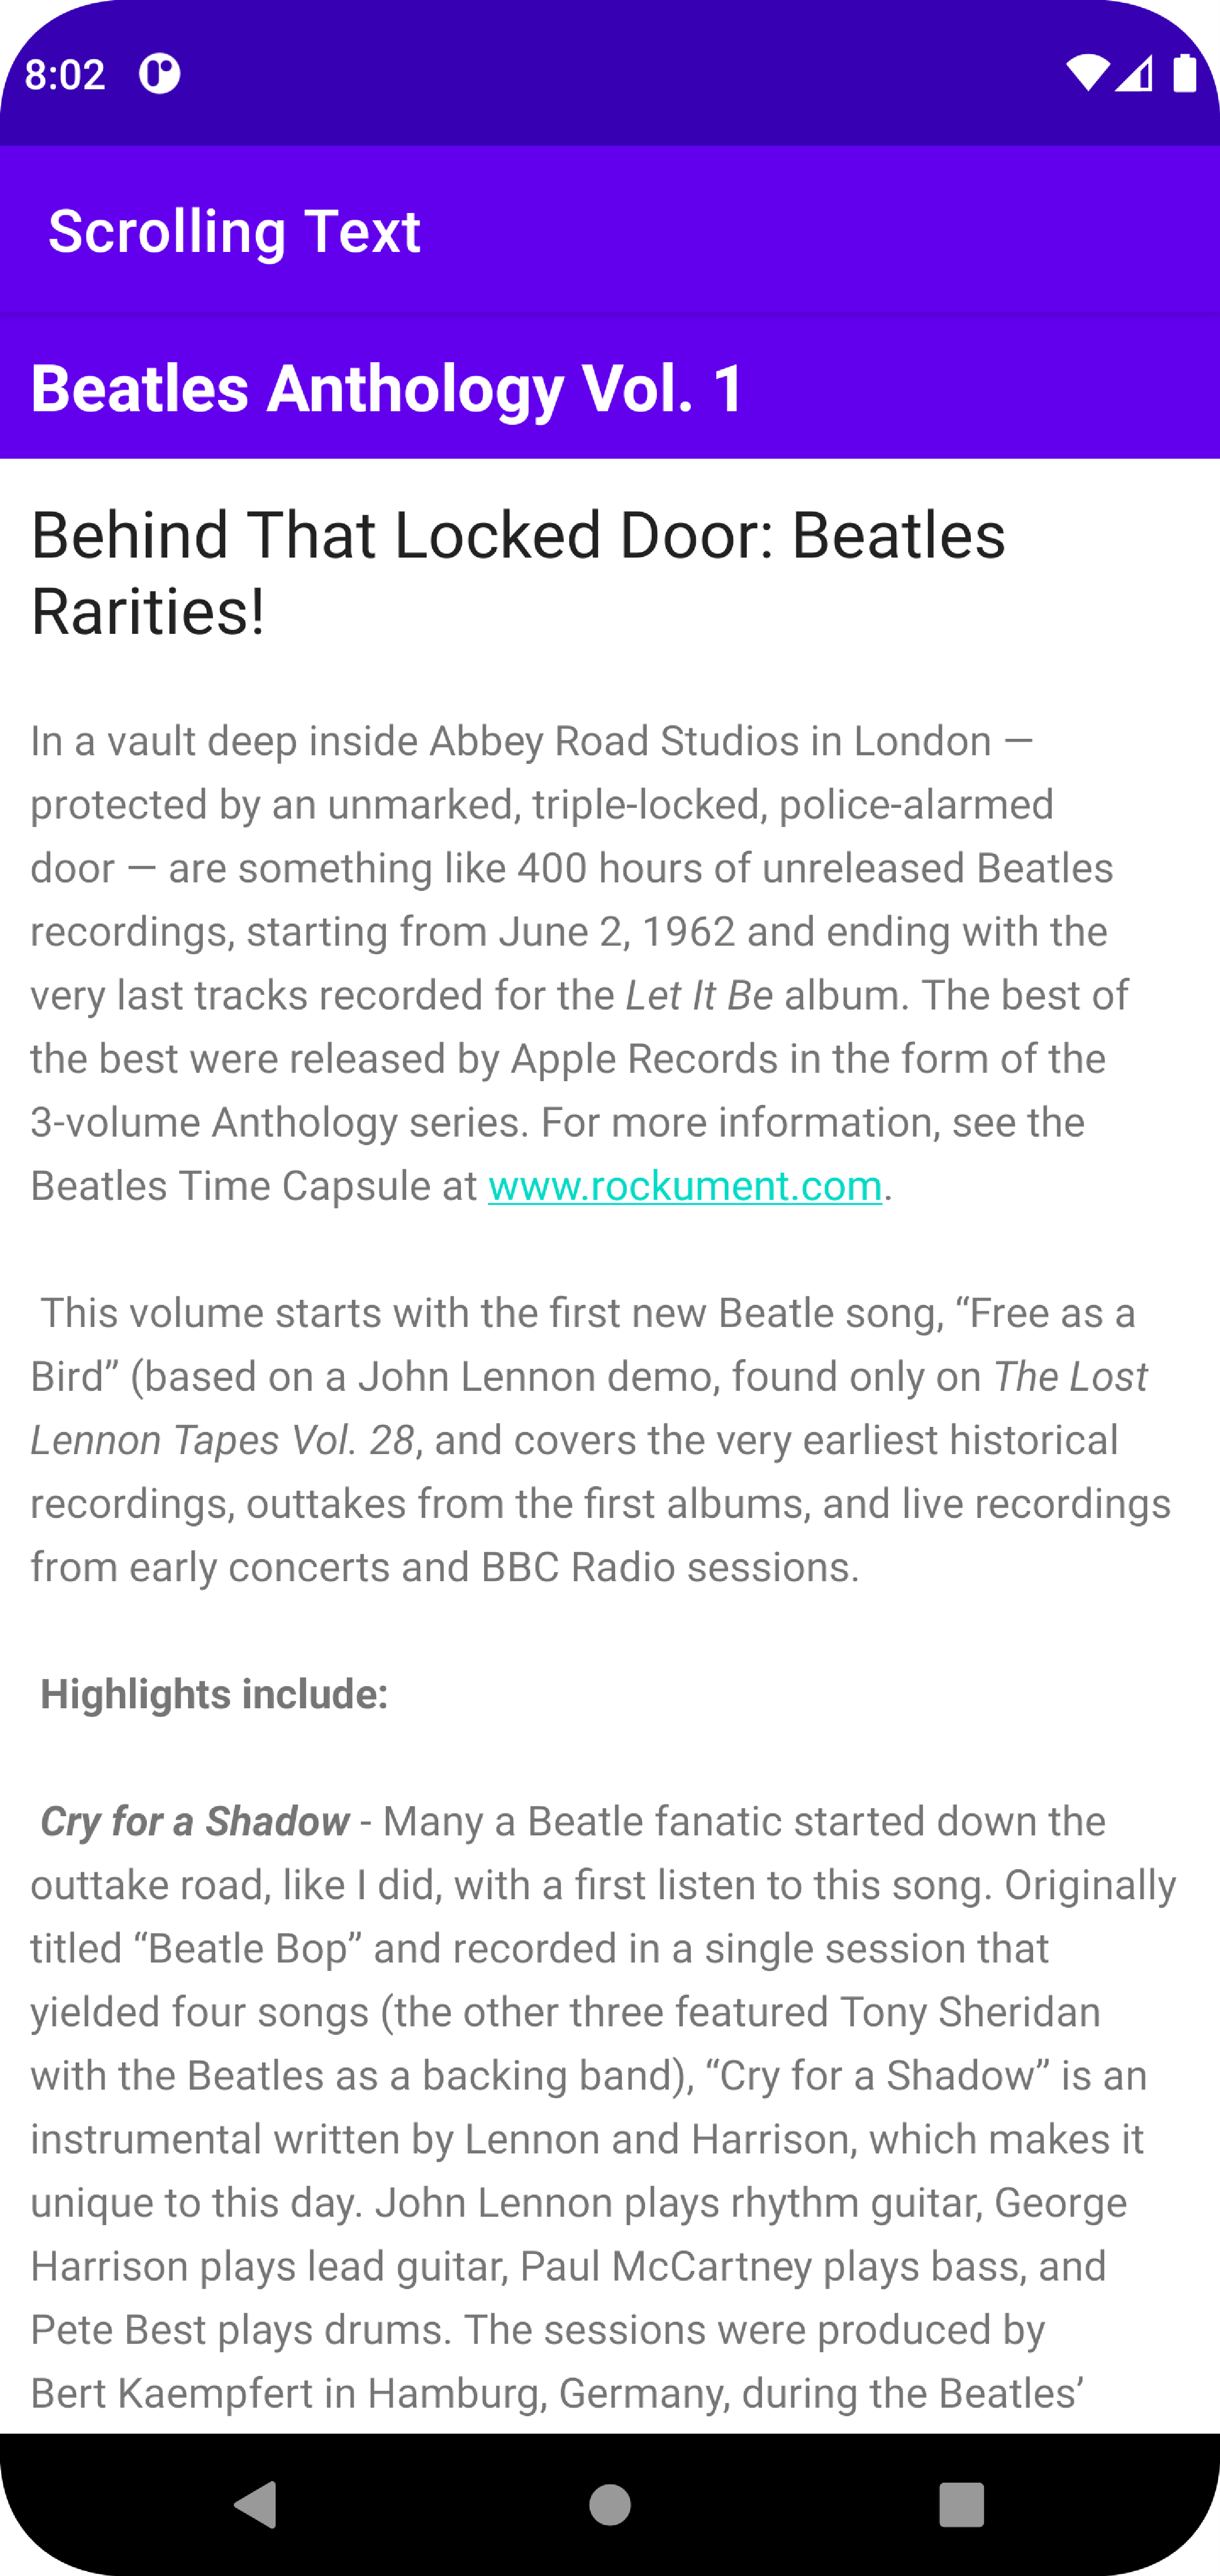 8:02
Scrolling Text
Beatles Anthology Vol. 1
Behind That Locked Door: Beatles
Rarities!
In a vault deep inside Abbey Road Studios in London —
protected by an unmarked, triple-locked, police-alarmed
door — are something like 400 hours of unreleased Beatles
recordings, starting from June 2, 1962 and ending with the
very last tracks recorded for the Let It Be album. The best of
the best were released by Apple Records in the form of the
3-volume Anthology series. For more information, see the
Beatles Time Capsule at www.rockument.com.
This volume starts with the first new Beatle song, “Free as a
Bird” (based on a John Lennon demo, found only on The Lost
Lennon Tapes Vol. 28, and covers the very earliest historical
recordings, outtakes from the first albums, and live recordings
from early concerts and BBC Radio sessions.
Highlights include:
Cry for a Shadow - Many a Beatle fanatic started down the
outtake road, like I did, with a first listen to this song. Originally
titled “Beatle Bop” and recorded in a single session that
yielded four songs (the other three featured Tony Sheridan
with the Beatles as a backing band), “Cry for a Shadow” is an
instrumental written by Lennon and Harrison, which makes it
unique to this day. John Lennon plays rhythm guitar, George
Harrison plays lead guitar, Paul McCartney plays bass, and
Pete Best plays drums. The sessions were produced by
Bert Kaempfert in Hamburg, Germany, during the Beatles’